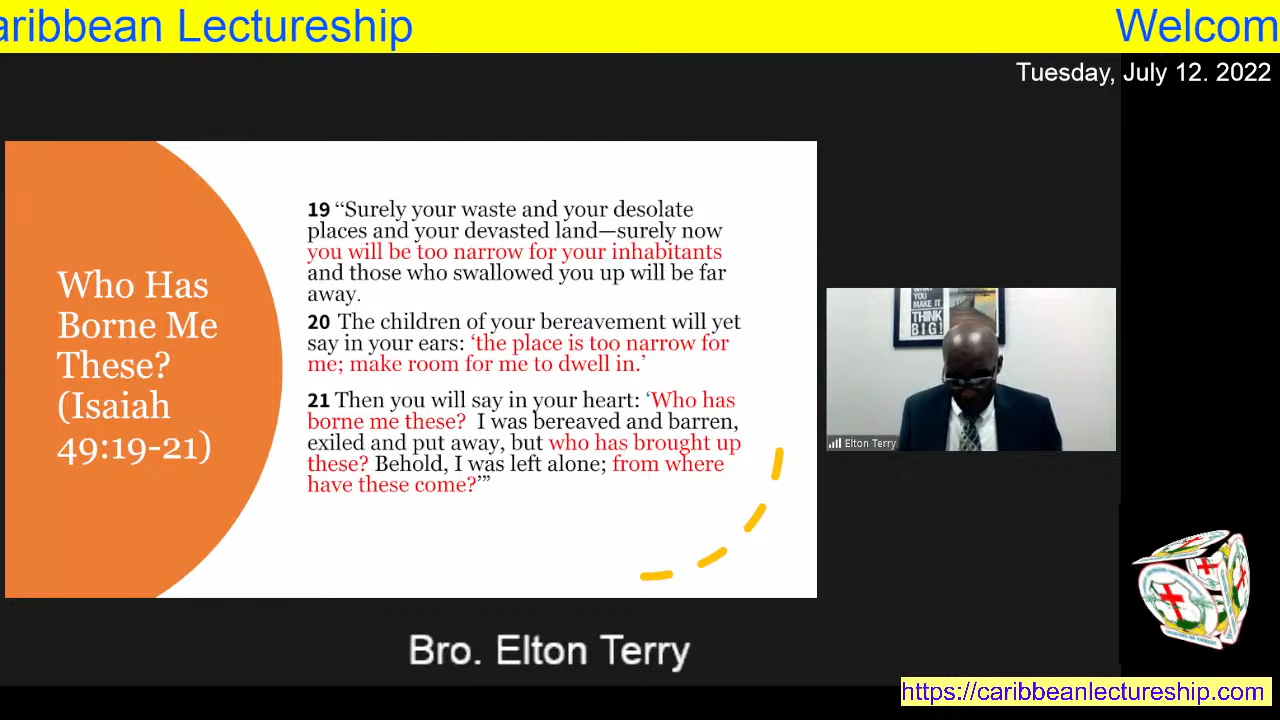 aribbean Lectureship
Welcom
Tuesday, July 12. 2022
Who Has
Borne Me
These?
(Isaiah
49:19-21)
19 “Surely your waste and your desolate
places and your devasted land—surely now
you will be too narrow for your inhabitants
and those who swallowed you up will be far
away.
20 The children of your bereavement will yet
say in your ears: ‘the place is too narrow for
me; make room for me to dwell in.’
21 Then you will say in your heart: ‘Who has
borne me these? I was bereaved and barren,
exiled and put away, but who has brought up
these? Behold, I was left alone; from where
have these come?’”
YOU
MAKE IT
THINK
BIG!
Elton Terry
Bro. Elton Terry
https://caribbeanlectureship.com